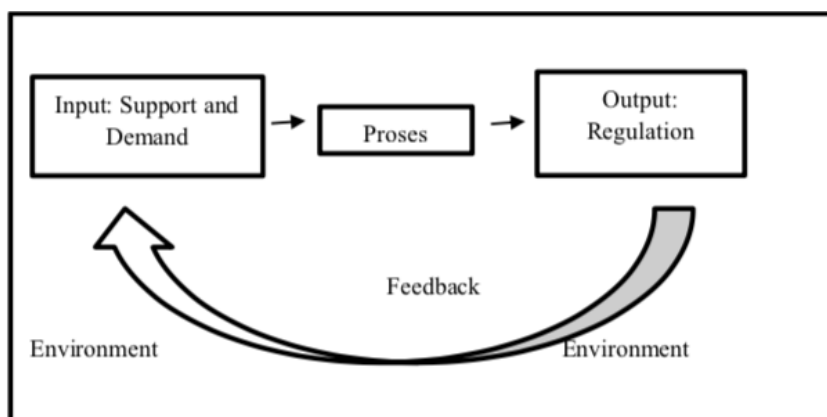 Input: Support and
Demand
Proses
Output:
Regulation
Feedback
Environment
Environment